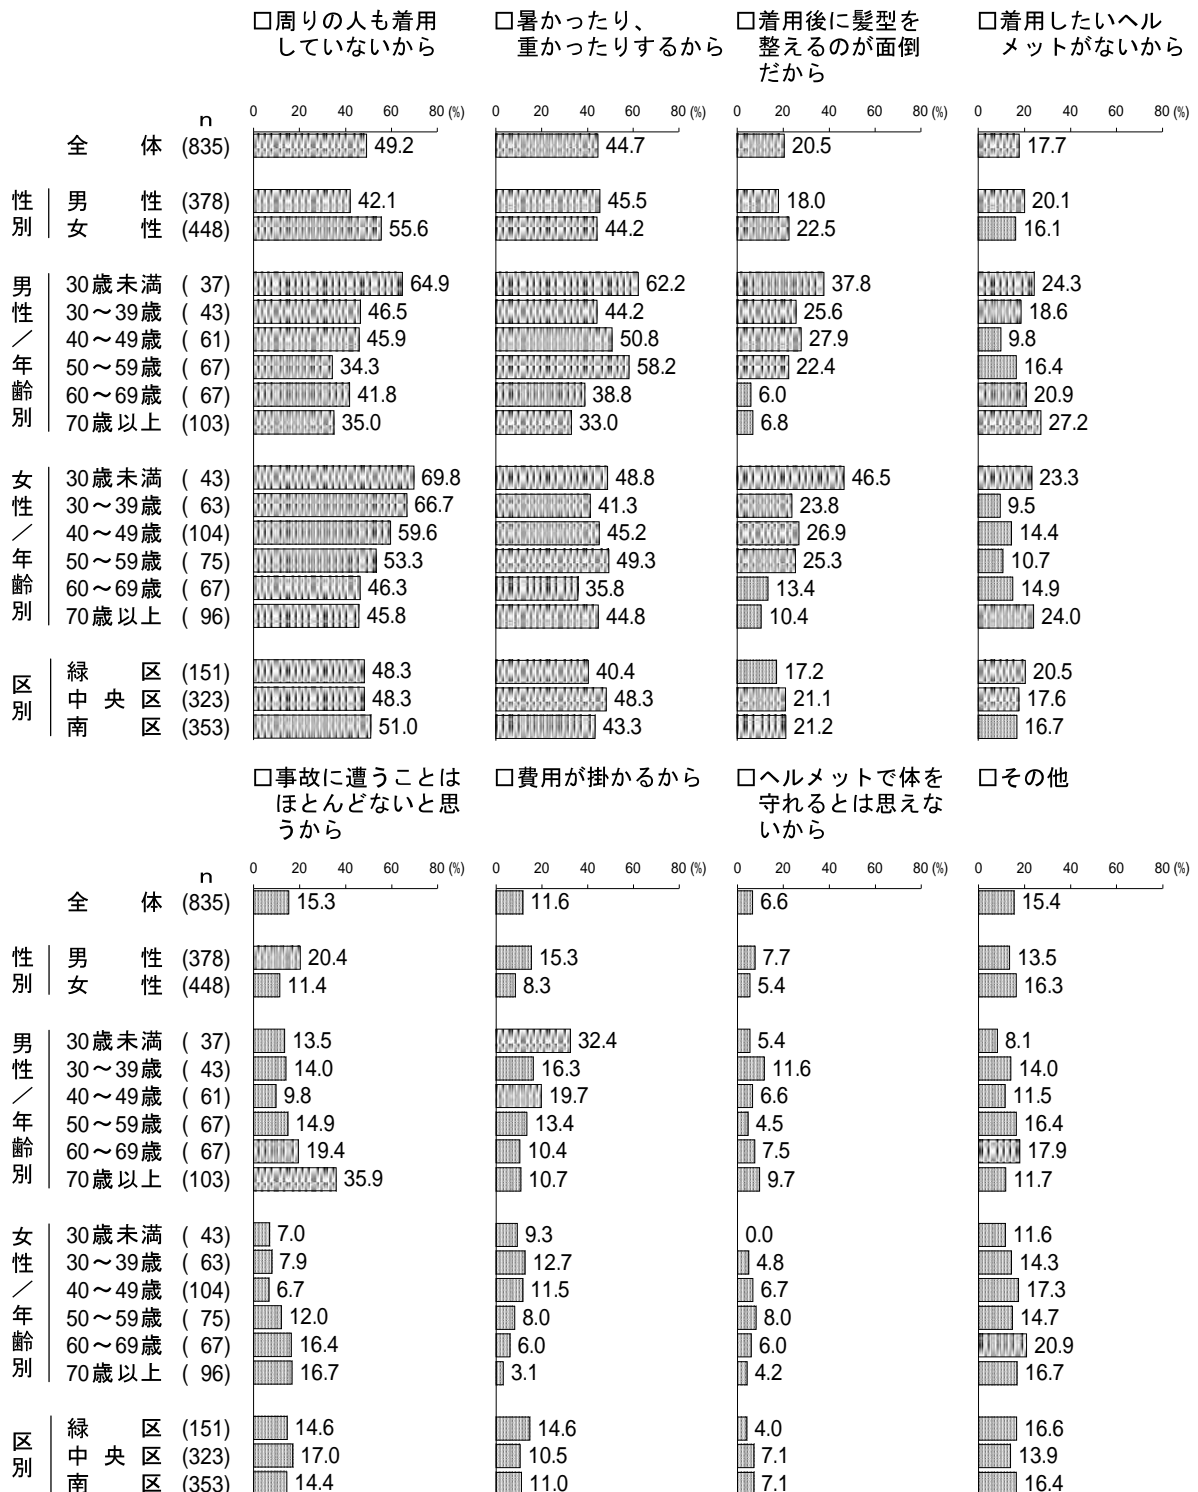 □周りの人も着用
していないから
□暑かったり、
重かったりするから
□着用後に髪型を
整えるのが面倒
だから
□着用したいヘル
メットがないから
n 0 20 40 60 80 (%) 0 20 40 60 80 (%) 0 20 40 60 80 (%) 0 20 40 60 80 (%)
全体 (835) 49.2 44.7 20.5 17.7
性別
男性 (378) 42.1 45.5 18.0 20.1
女性 (448) 55.6 44.2 22.5 16.1
男性/年齢別
30歳未満 ( 37) 64.9 62.2 37.8 24.3
30~39歳 ( 43) 46.5 44.2 25.6 18.6
40~49歳 ( 61) 45.9 50.8 27.9 9.8
50~59歳 ( 67) 34.3 58.2 22.4 16.4
60~69歳 ( 67) 41.8 38.8 6.0 20.9
70歳以上 (103) 35.0 33.0 6.8 27.2
女性/年齢別
30歳未満 ( 43) 69.8 48.8 46.5 23.3
30~39歳 ( 63) 66.7 41.3 23.8 9.5
40~49歳 (104) 59.6 45.2 26.9 14.4
50~59歳 ( 75) 53.3 49.3 25.3 10.7
60~69歳 ( 67) 46.3 35.8 13.4 14.9
70歳以上 ( 96) 45.8 44.8 10.4 24.0
区別
緑区 (151) 48.3 40.4 17.2 20.5
中央区 (323) 48.3 48.3 21.1 17.6
南区 (353) 51.0 43.3 21.2 16.7
□事故に遭うことは
ほとんどないと思
うから
□費用が掛かるから
□ヘルメットで体を
守れるとは思えな
いから
□その他
n 0 20 40 60 80 (%) 0 20 40 60 80 (%) 0 20 40 60 80 (%) 0 20 40 60 80 (%)
全体 (835) 15.3 11.6 6.6 15.4
性別
男性 (378) 20.4 15.3 7.7 13.5
女性 (448) 11.4 8.3 5.4 16.3
男性/年齢別
30歳未満 ( 37) 13.5 32.4 5.4 8.1
30~39歳 ( 43) 14.0 16.3 11.6 14.0
40~49歳 ( 61) 9.8 19.7 6.6 11.5
50~59歳 ( 67) 14.9 13.4 4.5 16.4
60~69歳 ( 67) 19.4 10.4 7.5 17.9
70歳以上 (103) 35.9 10.7 9.7 11.7
女性/年齢別
30歳未満 ( 43) 7.0 9.3 0.0 11.6
30~39歳 ( 63) 7.9 12.7 4.8 14.3
40~49歳 (104) 6.7 11.5 6.7 17.3
50~59歳 ( 75) 12.0 8.0 8.0 14.7
60~69歳 ( 67) 16.4 6.0 6.0 20.9
70歳以上 ( 96) 16.7 3.1 4.2 16.7
区別
緑区 (151) 14.6 14.6 4.0 16.6
中央区 (323) 17.0 10.5 7.1 13.9
南区 (353) 14.4 11.0 7.1 16.4